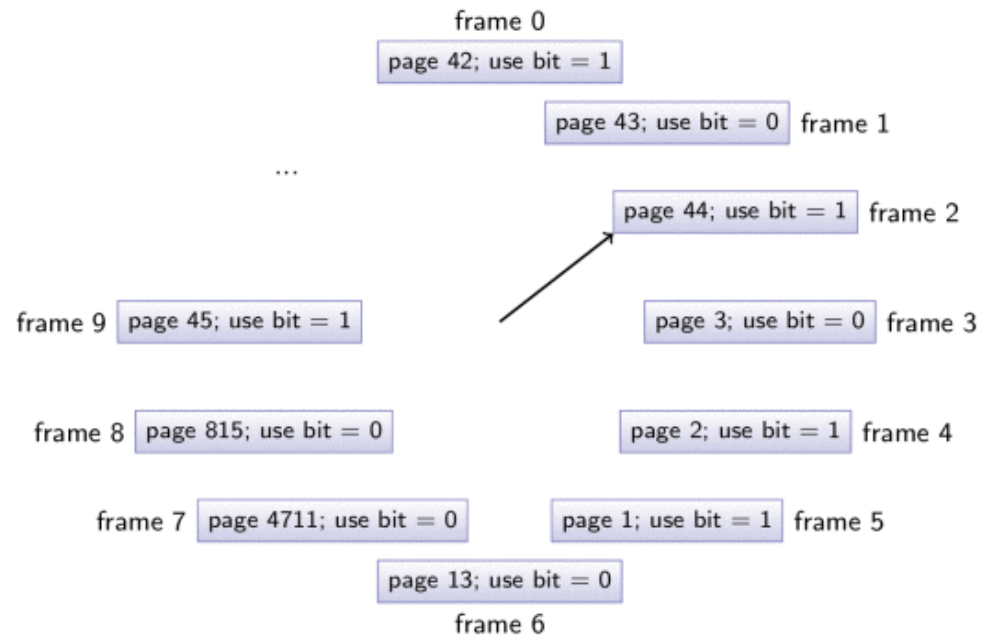 frame 0
page 42; use bit = 1
page 43; use bit = 0 frame 1
...
page 44; use bit = 1 frame 2
frame 9 page 45; use bit = 1
page 3; use bit = 0 frame 3
frame 8 page 815; use bit = 0
page 2; use bit = 1 frame 4
frame 7 page 4711; use bit = 0
page 1; use bit = 1 frame 5
page 13; use bit = 0
frame 6